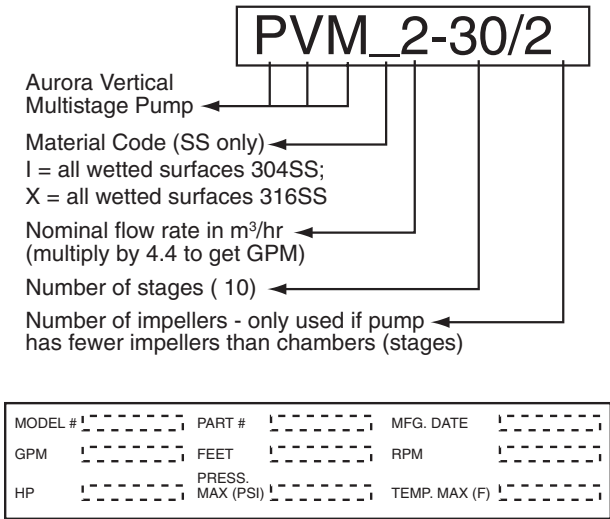 PVM_2-30/2
Aurora Vertical
Multistage Pump
Material Code (SS only)
I = all wetted surfaces 304SS;
X = all wetted surfaces 316SS
Nominal flow rate in m³/hr
(multiply by 4.4 to get GPM)
Number of stages ( 10)
Number of impellers - only used if pump
has fewer impellers than chambers (stages)
MODEL # PART # MFG. DATE
GPM FEET RPM
HP PRESS. MAX (PSI) TEMP. MAX (F)